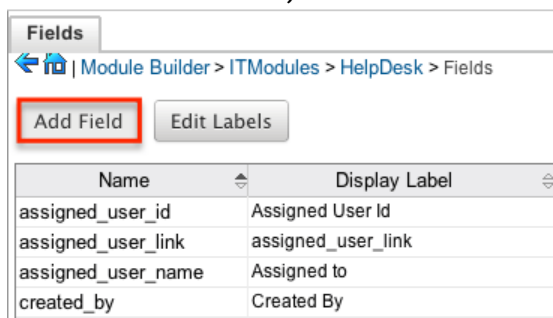 Fields
| Module Builder > ITModules > HelpDesk > Fields
Add Field Edit Labels
Name Display Label
assigned_user_id Assigned User Id
assigned_user_link assigned_user_link
assigned_user_name Assigned to
created_by Created By